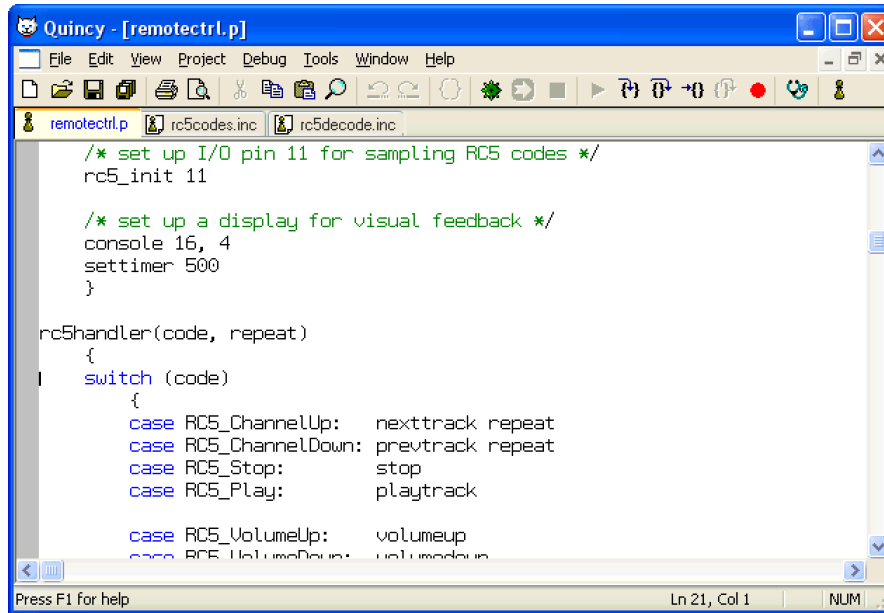 Quincy - [remotectrl.p]
File Edit View Project Debug Tools Window Help
remotectrl.p rc5codes.inc rc5decode.inc
/* set up I/O pin 11 for sampling RC5 codes */
rc5_init 11
/* set up a display for visual feedback */
console 16, 4
settimer 500
}
rc5handler(code, repeat)
{
switch (code)
{
case RC5_ChannelUp: nexttrack repeat
case RC5_ChannelDown: prevtrack repeat
case RC5_Stop: stop
case RC5_Play: playtrack
case RC5_VolumeUp: volumeup
case RC5_VolumeDown: volumedown
Press F1 for help Ln 21, Col 1 NUM